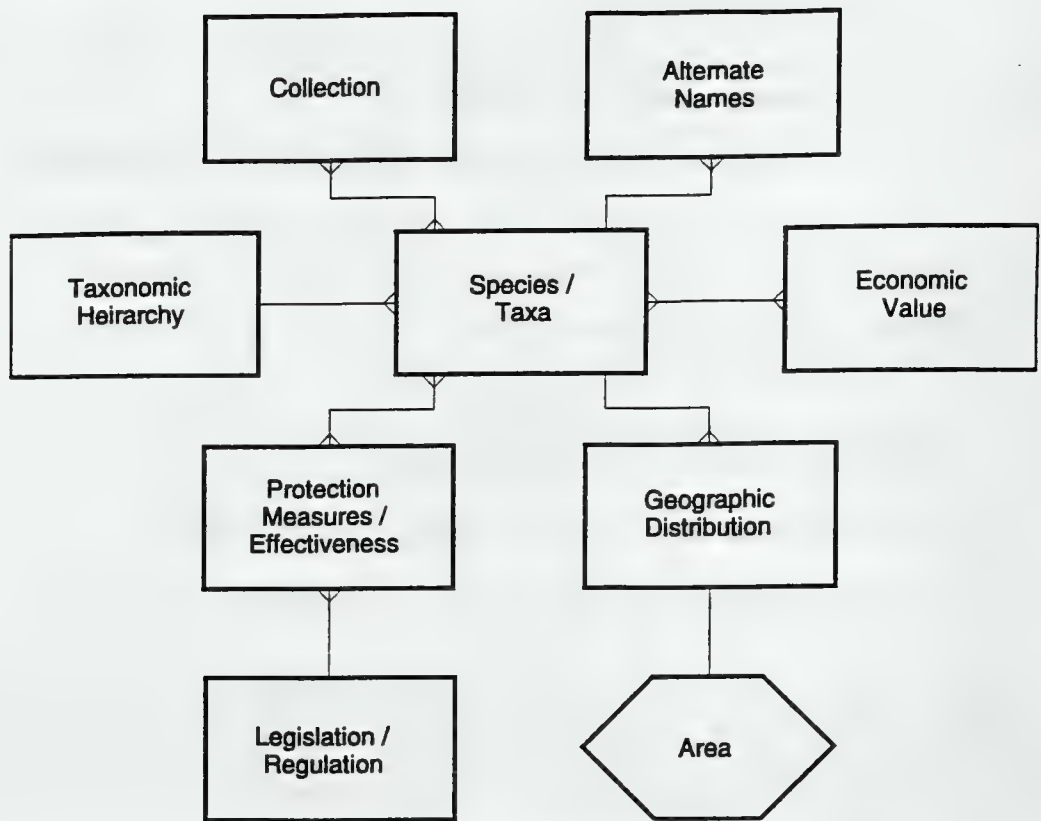 Collection
Alternate
Names
Taxonomic
Heirarchy
Species /
Taxa
Economic
Value
Protection
Measures /
Effectiveness
Geographic
Distribution
Legislation /
Regulation
Area